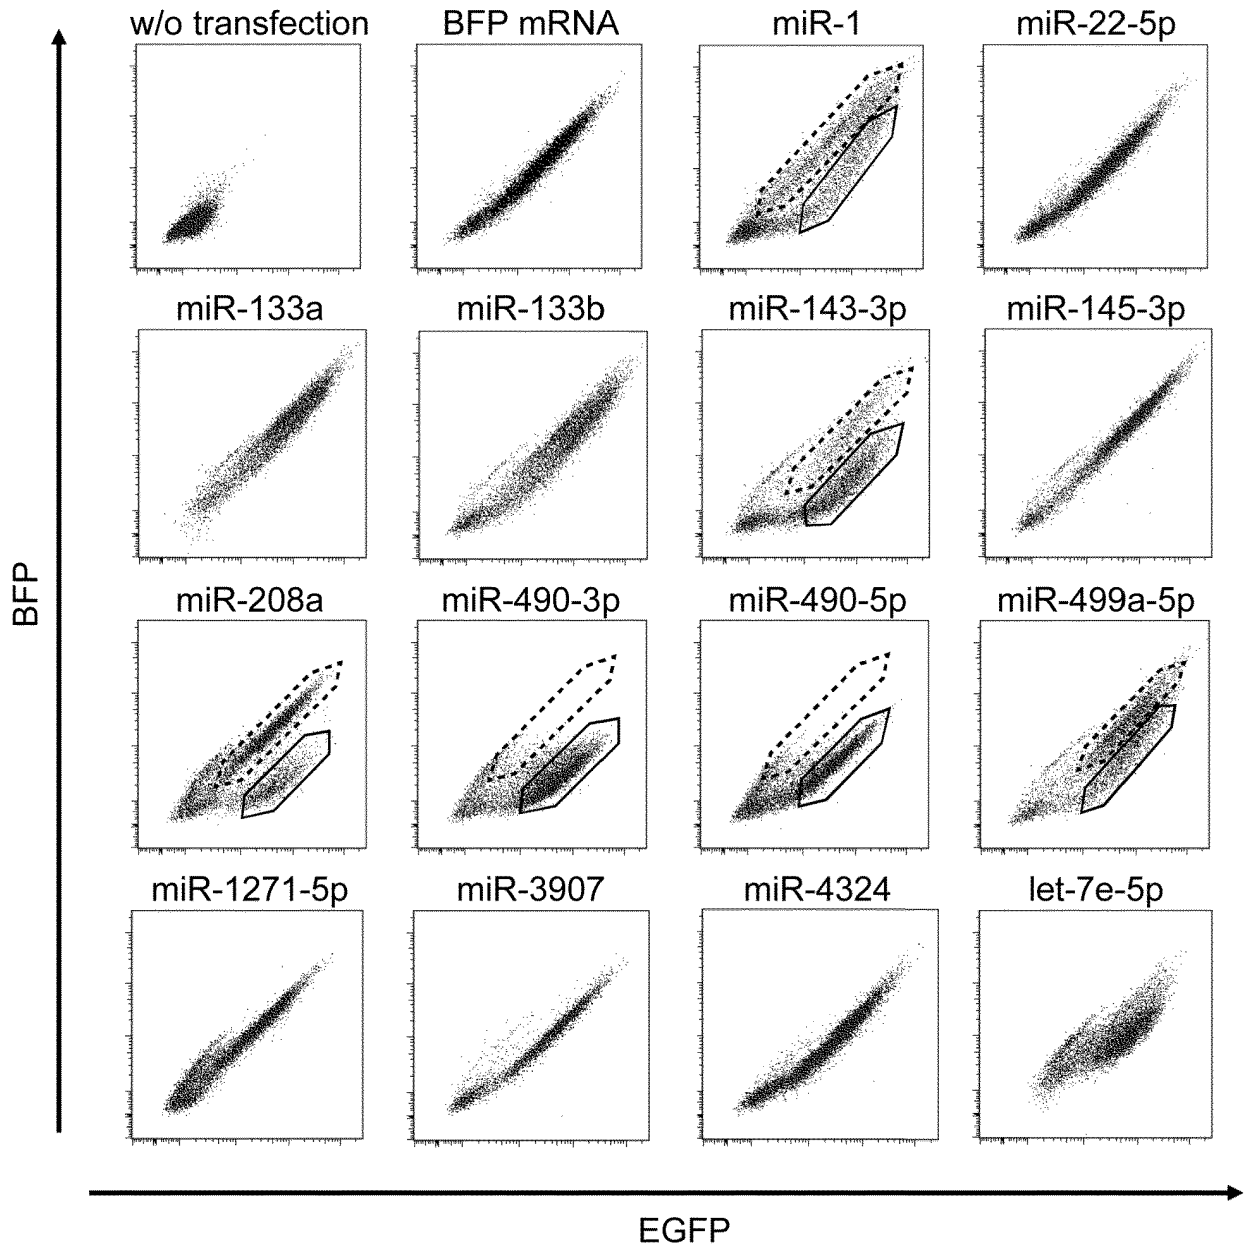 w/o transfection BFP mRNA miR-1 miR-22-5p
miR-133a miR-133b miR-143-3p miR-145-3p
BFP
miR-208a miR-490-3p miR-490-5p miR-499a-5p
miR-1271-5p miR-3907 miR-4324 let-7e-5p
EGFP